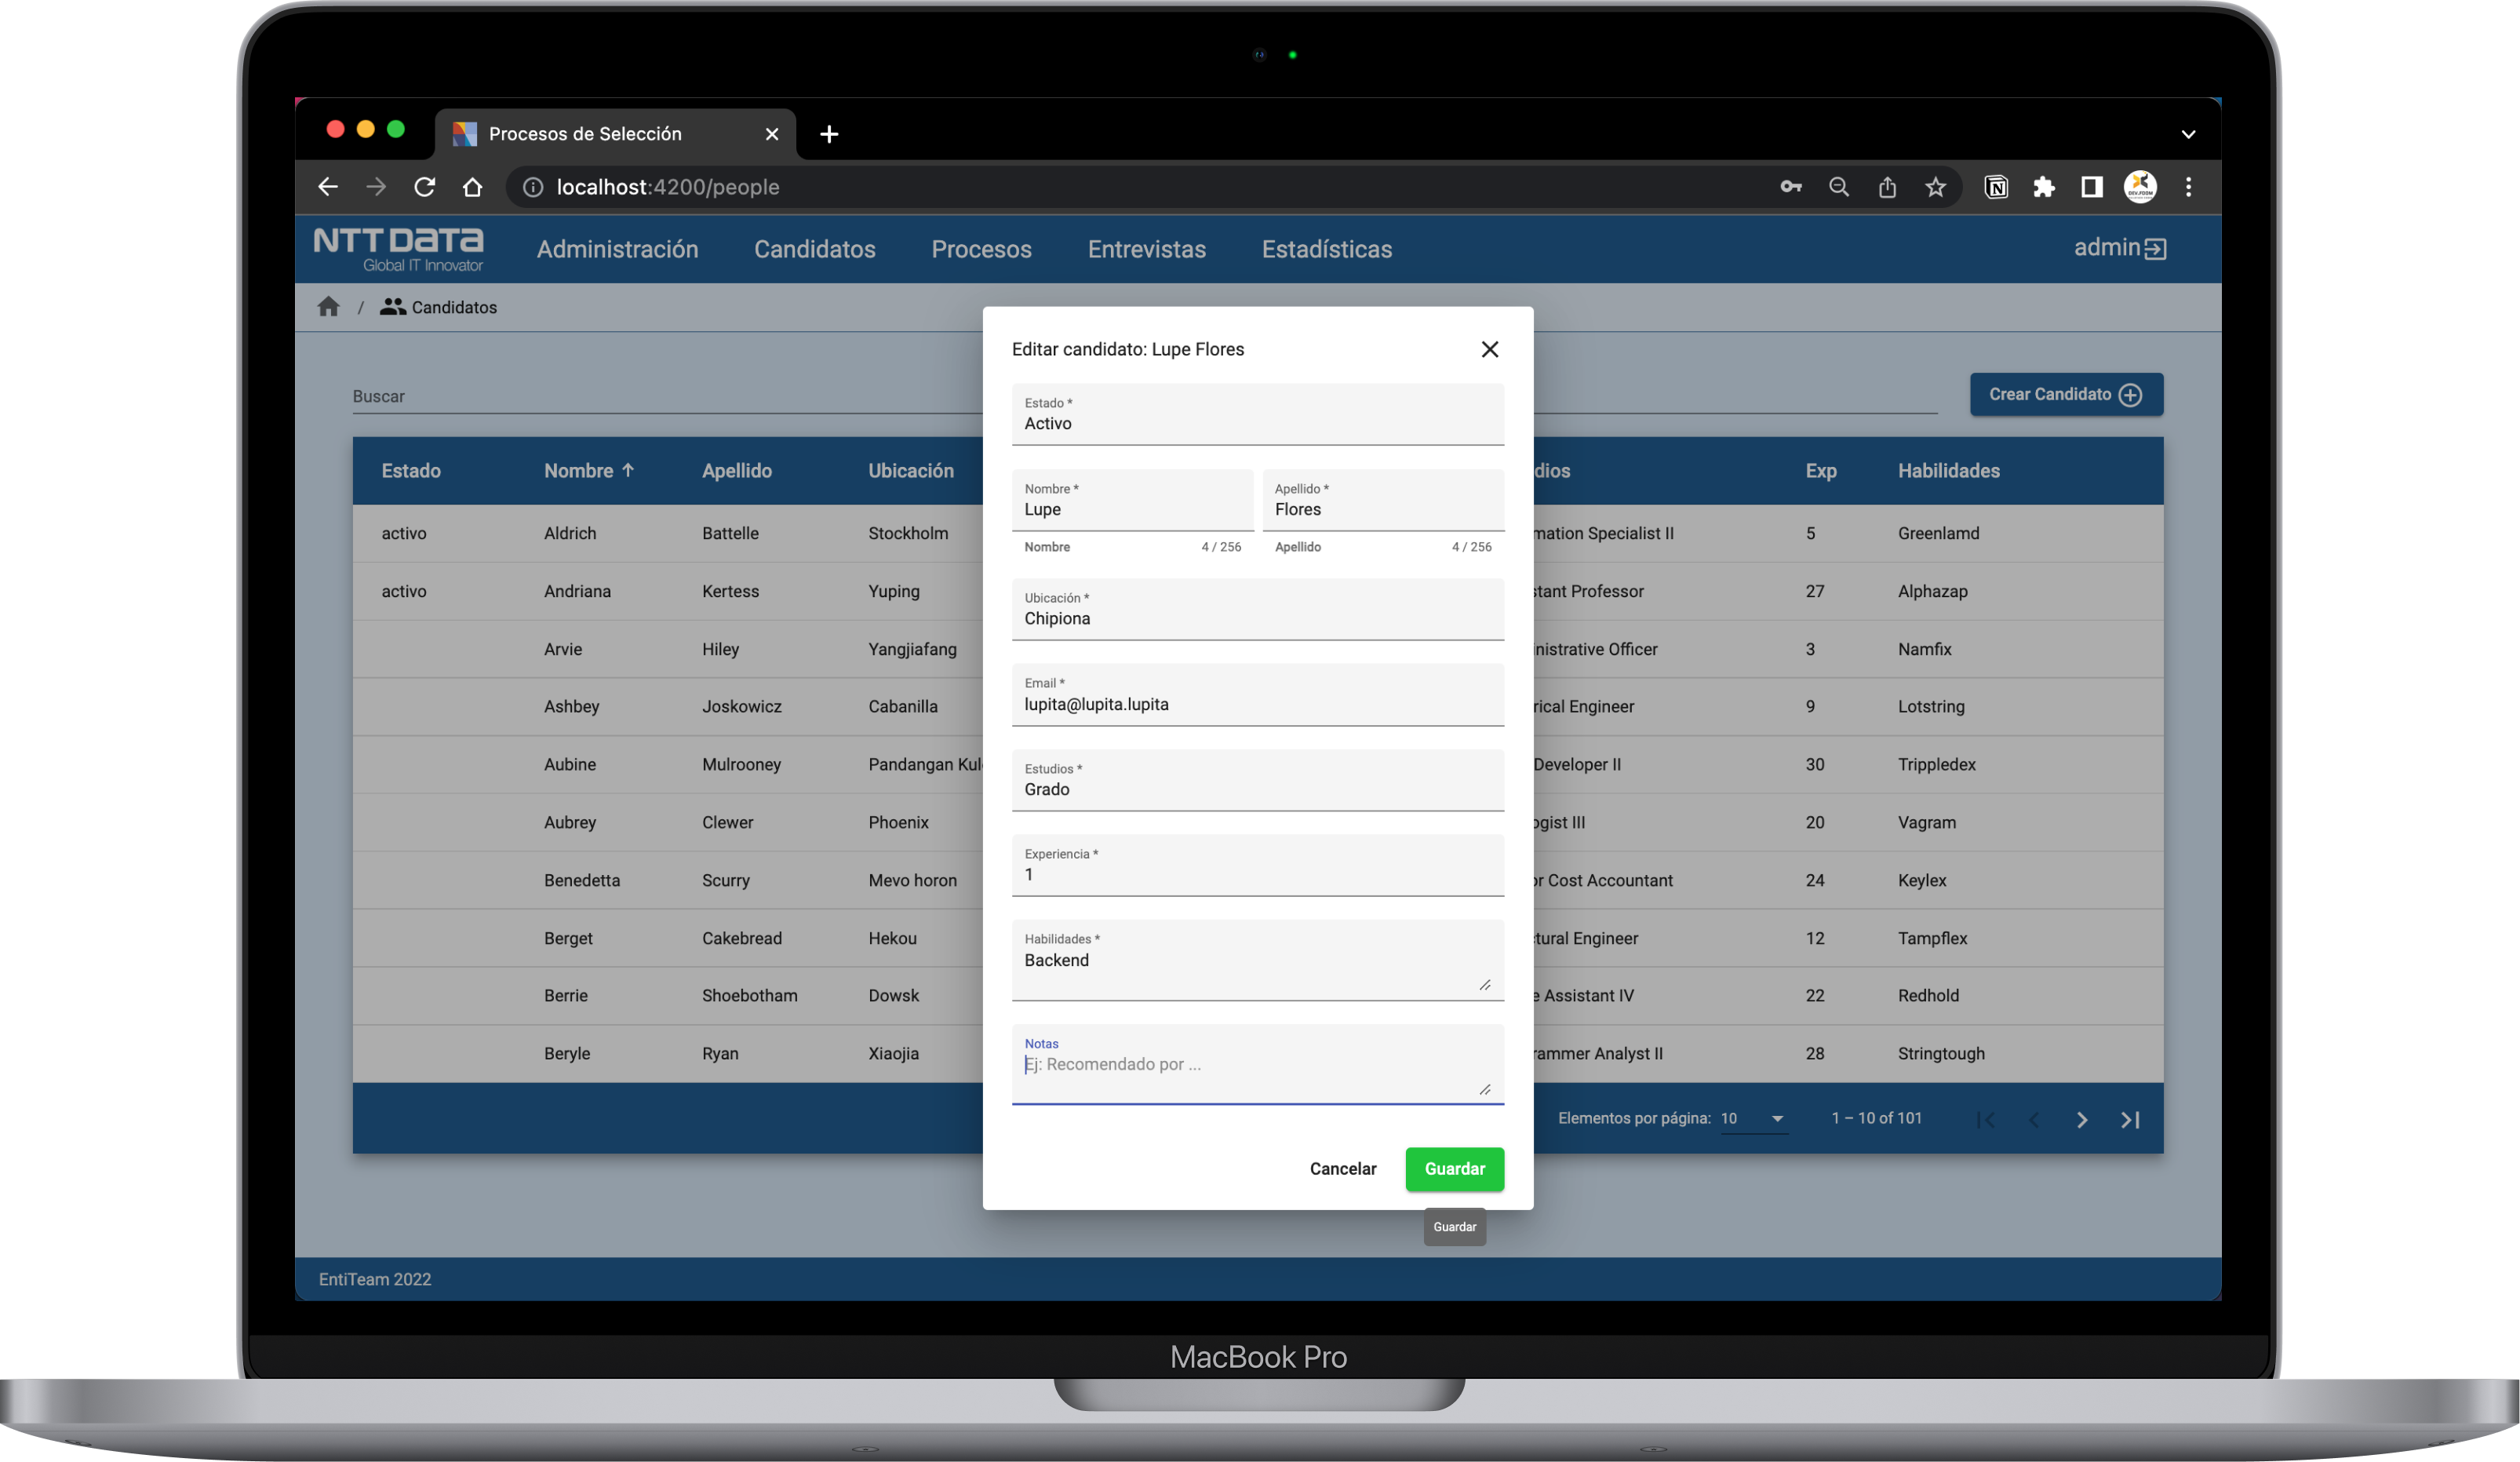 Procesos de Selección
localhost:4200/people
NTT DATA
Global IT Innovator
Administración Candidatos Procesos Entrevistas Estadísticas admin
/ Candidatos
Buscar
Crear Candidato
Estado Nombre Apellido Ubicación dios Exp Habilidades
activo Aldrich Battelle Stockholm mation Specialist II 5 Greenlamd
activo Andriana Kertess Yuping stant Professor 27 Alphazap
Arvie Hiley Yangjiafang inistrative Officer 3 Namfix
Ashbey Joskowicz Cabanilla rical Engineer 9 Lotstring
Aubine Mulrooney Pandangan Kul Developer II 30 Trippledex
Aubrey Clewer Phoenix ogist III 20 Vagram
Benedetta Scurry Mevo horon or Cost Accountant 24 Keylex
Berget Cakebread Hekou ctural Engineer 12 Tampflex
Berrie Shoebotham Dowsk e Assistant IV 22 Redhold
Beryle Ryan Xiaojia rammer Analyst II 28 Stringtough
Elementos por página: 10 1 – 10 of 101
Editar candidato: Lupe Flores
Estado *
Activo
Nombre * Apellido *
Lupe Flores
Nombre 4 / 256 Apellido 4 / 256
Ubicación *
Chipiona
Email *
lupita@lupita.lupita
Estudios *
Grado
Experiencia *
1
Habilidades *
Backend
Notas
Ej: Recomendado por ...
Cancelar Guardar
Guardar
EntiTeam 2022
MacBook Pro